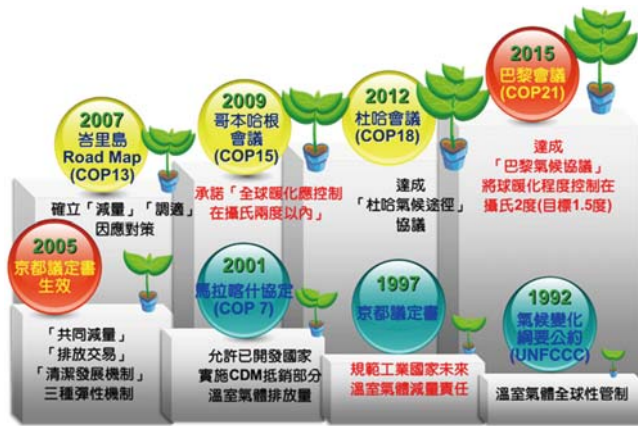 2007
峇里島
Road Map
(COP13)
確立「減量」「調適」
因應對策
2009
哥本哈根
會議
(COP15)
承諾「全球暖化應控制
在攝氏兩度以內」
2012
杜哈會議
(COP18)
達成
「杜哈氣候途徑」
協議
2015
巴黎會議
(COP21)
達成
「巴黎氣候協議」
將球暖化程度控制在
攝氏2度(目標1.5度)
2005
京都議定書
生效
「共同減量」
「排放交易」
「清潔發展機制」
三種彈性機制
2001
馬拉喀什協定
(COP 7)
允許已開發國家
實施CDM抵銷部分
溫室氣體排放量
1997
京都議定書
規範工業國家未來
溫室氣體減量責任
1992
氣候變化
綱要公約
(UNFCCC)
溫室氣體全球性管制